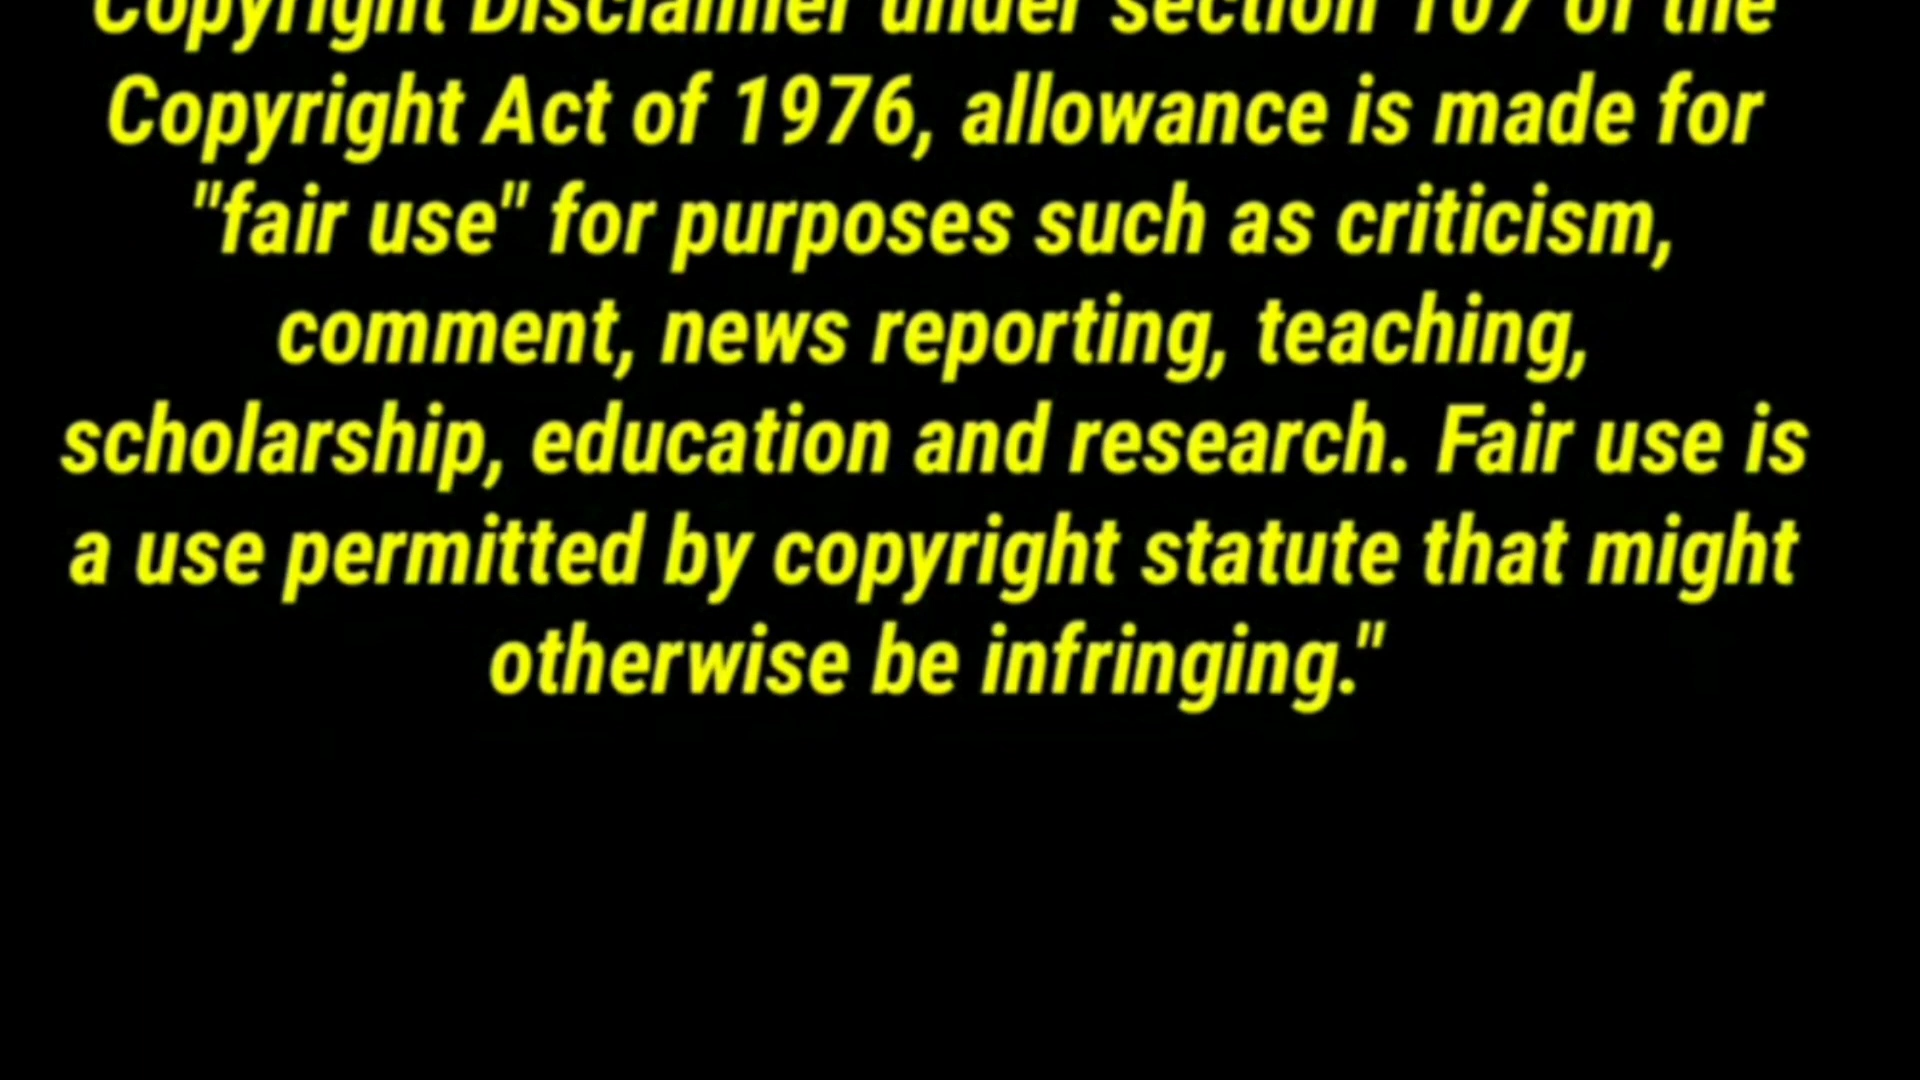 Copyright Disclaimer under section 107 of the
Copyright Act of 1976, allowance is made for
"fair use" for purposes such as criticism,
comment, news reporting, teaching,
scholarship, education and research. Fair use is
a use permitted by copyright statute that might
otherwise be infringing."